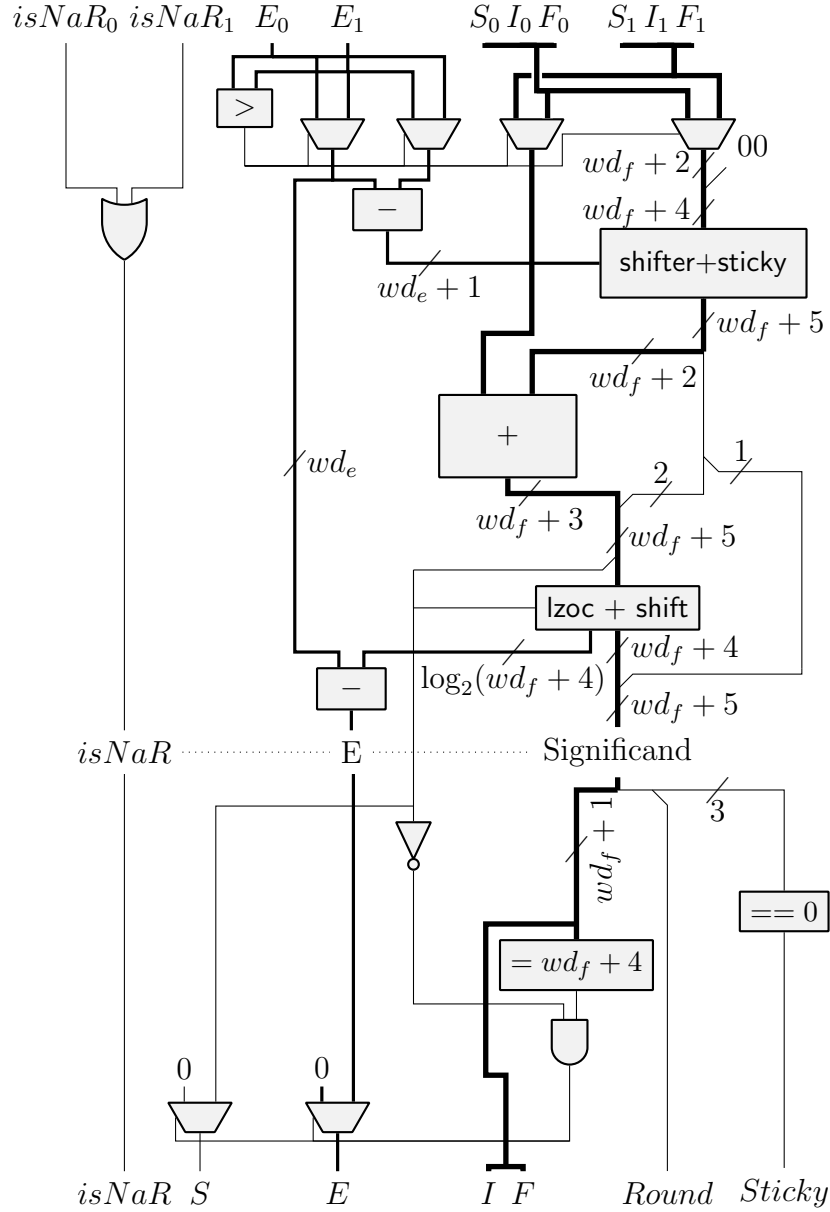 isNaR₀ isNaR₁ E₀ E₁ S₀ I₀ F₀ S₁ I₁ F₁
>
00
wd_f + 2
wd_f + 4
−
shifter+sticky
wd_e + 1
wd_f + 5
wd_f + 2
+
1
wd_e
2
wd_f + 3
wd_f + 5
lzoc + shift
wd_f + 4
log₂(wd_f + 4)
−
wd_f + 5
isNaR E Significand
3
wd_f + 1
== 0
= wd_f + 4
0 0
isNaR S E I F Round Sticky